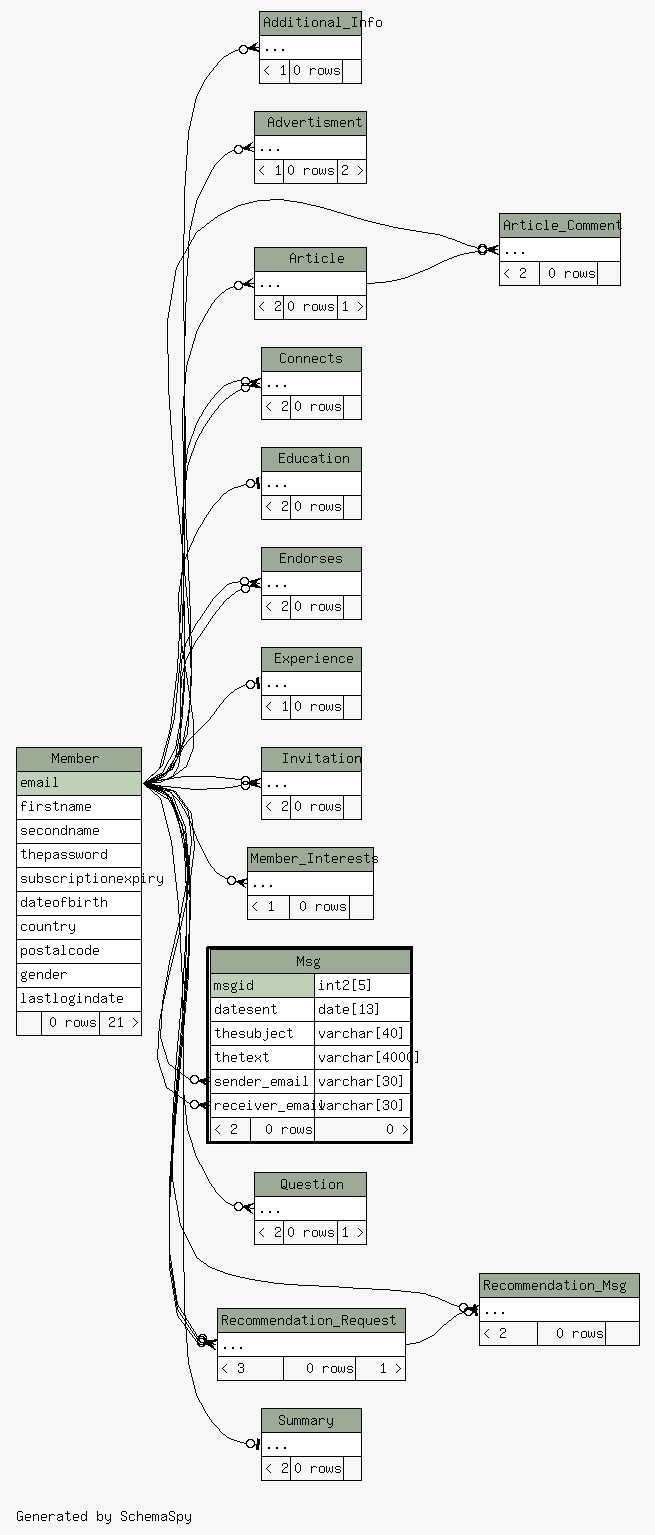 Additional_Info
...
< 1 0 rows
Advertisment
...
< 1 0 rows 2 >
Article_Comment
...
< 2 0 rows
Article
...
< 2 0 rows 1 >
Connects
...
< 2 0 rows
Education
...
< 2 0 rows
Endorses
...
< 2 0 rows
Experience
...
< 1 0 rows
Member
email
firstname
secondname
thepassword
subscriptionexpiry
dateofbirth
country
postalcode
gender
lastlogindate
0 rows 21 >
Invitation
...
< 2 0 rows
Member_Interests
...
< 1 0 rows
Msg
msgid int2[5]
datesent date[13]
thesubject varchar[40]
thetext varchar[4000]
sender_email varchar[30]
receiver_email varchar[30]
< 2 0 rows 0 >
Question
...
< 2 0 rows 1 >
Recommendation_Msg
...
< 2 0 rows
Recommendation_Request
...
< 3 0 rows 1 >
Summary
...
< 2 0 rows
Generated by SchemaSpy